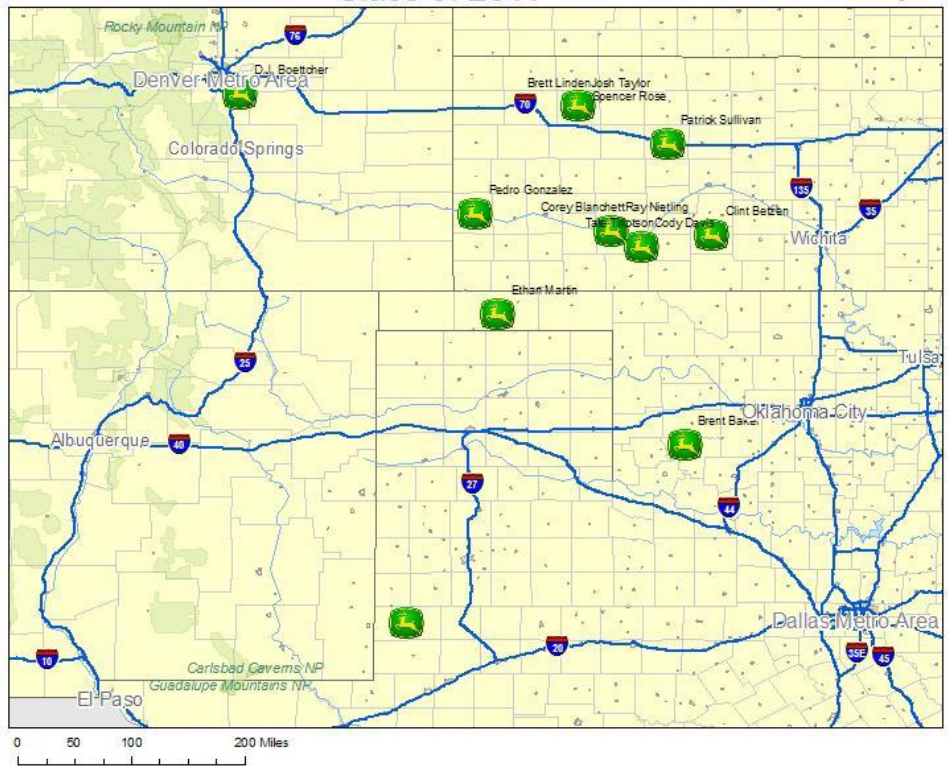 Rocky Mountain NP
76
D.J. Boettcher
Denver Metro Area
Brett Linden Josh Taylor
Spencer Rose
70
Patrick Sullivan
Colorado Springs
135
Pedro Gonzalez
35
Corey Blanchett Ray Nietling
Clint Betzen
Cody Davis
Wichita
Ethan Martin
25
Tulsa
Oklahoma City
Brent Baker
Albuquerque
40
27
44
Dallas Metro Area
20
35E
45
10
Carlsbad Caverns NP
Guadalupe Mountains NP
El Paso
0 50 100 200 Miles